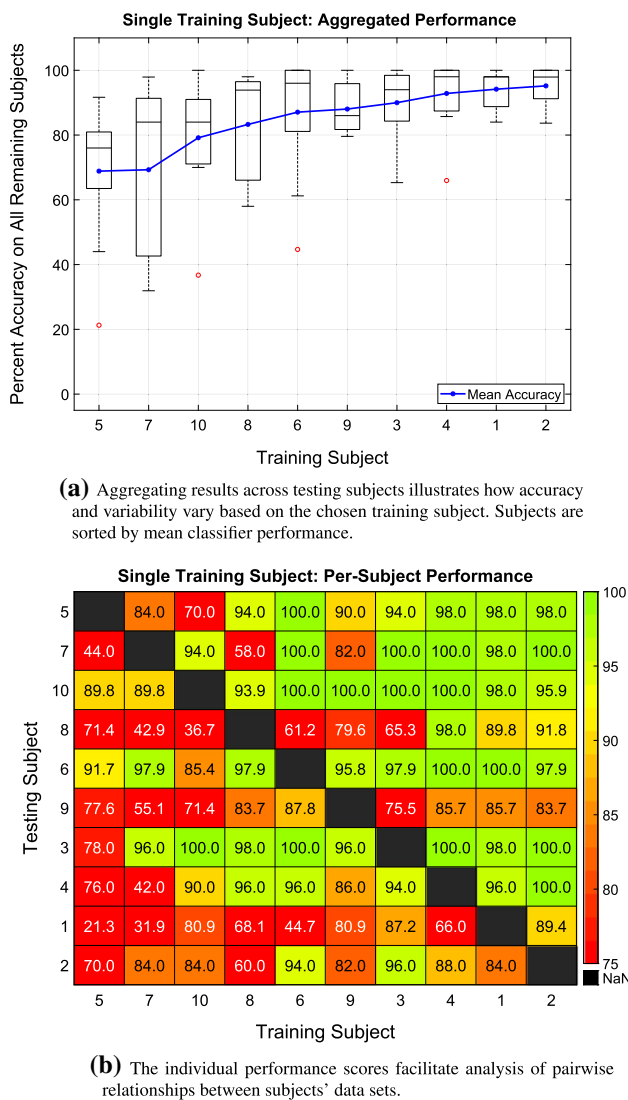 Single Training Subject: Aggregated Performance
Percent Accuracy on All Remaining Subjects
100
80
60
40
20
0
Mean Accuracy
5 7 10 8 6 9 3 4 1 2
Training Subject
(a) Aggregating results across testing subjects illustrates how accuracy
and variability vary based on the chosen training subject. Subjects are
sorted by mean classifier performance.
Single Training Subject: Per-Subject Performance
Testing Subject
5 84.0 70.0 94.0 100.0 90.0 94.0 98.0 98.0 98.0
7 44.0 94.0 58.0 100.0 82.0 100.0 100.0 98.0 100.0
10 89.8 89.8 93.9 100.0 100.0 100.0 100.0 98.0 95.9
8 71.4 42.9 36.7 61.2 79.6 65.3 98.0 89.8 91.8
6 91.7 97.9 85.4 97.9 95.8 97.9 100.0 100.0 97.9
9 77.6 55.1 71.4 83.7 87.8 75.5 85.7 85.7 83.7
3 78.0 96.0 100.0 98.0 100.0 96.0 100.0 98.0 100.0
4 76.0 42.0 90.0 96.0 96.0 86.0 94.0 96.0 100.0
1 21.3 31.9 80.9 68.1 44.7 80.9 87.2 66.0 89.4
2 70.0 84.0 84.0 60.0 94.0 82.0 96.0 88.0 84.0
5 7 10 8 6 9 3 4 1 2
Training Subject
100
95
90
85
80
75
NaN
(b) The individual performance scores facilitate analysis of pairwise
relationships between subjects' data sets.